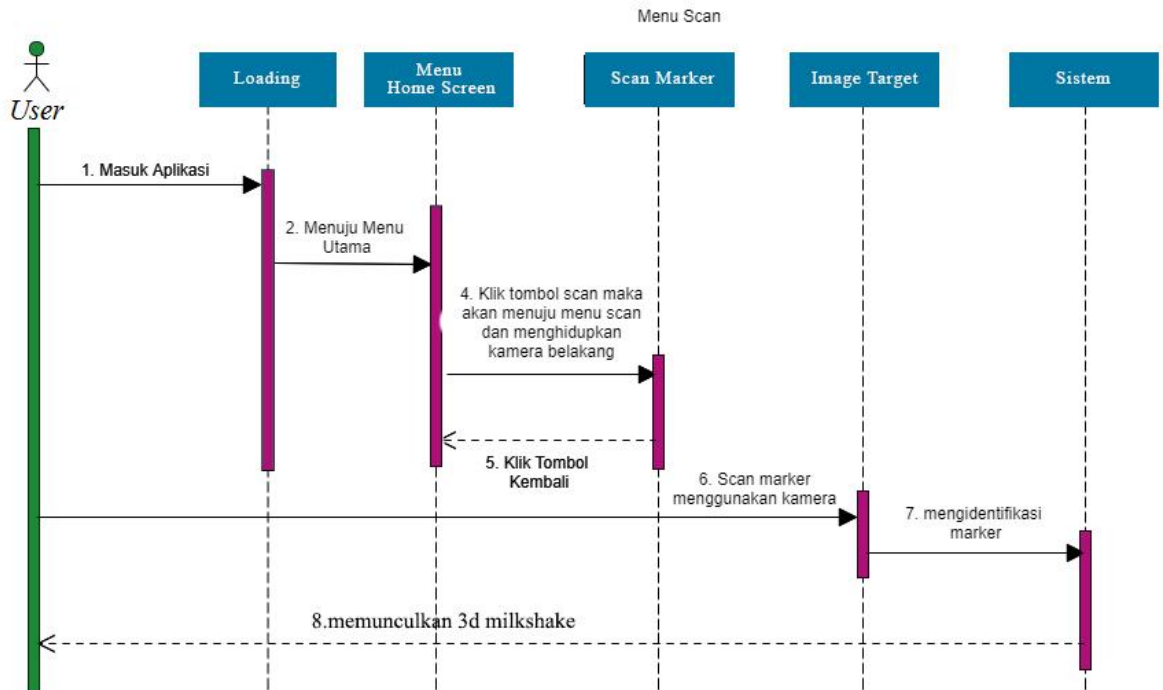 Menu Scan
User
Loading
Menu
Home Screen
Scan Marker
Image Target
Sistem
1. Masuk Aplikasi
2. Menuju Menu
Utama
4. Klik tombol scan maka
akan menuju menu scan
dan menghidupkan
kamera belakang
5. Klik Tombol
Kembali
6. Scan marker
menggunakan kamera
7. mengidentifikasi
marker
8.memunculkan 3d milkshake